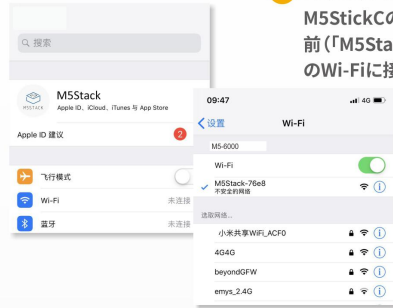 M5StickCの
前（「M5Sta
のWi-Fiに接
搜索
M5Stack
Apple ID、iCloud、iTunes 与 App Store
M5STACK
Apple ID 建议
2
飞行模式
Wi-Fi
未连接
蓝牙
未连接
09:47
4G
设置
Wi-Fi
M5-6000
Wi-Fi
M5Stack-76e8
不安全的网络
选取网络...
小米共享WiFi_ACF0
4G4G
beyondGFW
emys_2.4G